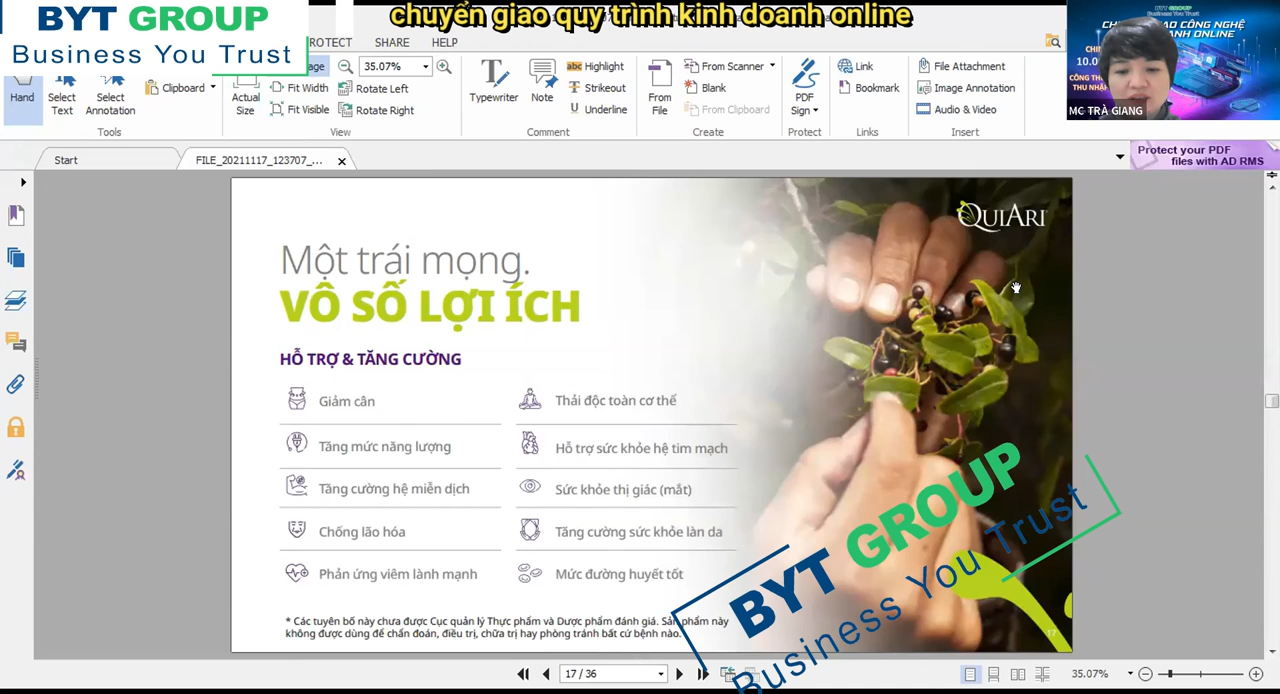 BYT GROUP
Business You Trust
chuyển giao quy trình kinh doanh online
ROTECT SHARE HELP
Hand
Select Text
Select Annotation
Clipboard
Tools
age
35.07%
Actual Size
Fit Width
Fit Visible
Rotate Left
Rotate Right
View
Typewriter
Note
Highlight
Strikeout
Underline
Comment
From File
From Scanner
Blank
From Clipboard
Create
PDF Sign
Protect
Link
Bookmark
Links
File Attachment
Image Annotation
Audio & Video
Insert
MC TRÀ GIANG
Start
FILE_20211117_123707_...
Protect your PDF
files with AD RMS
QUIARI
Một trái mọng.
VÔ SỐ LỢI ÍCH
HỖ TRỢ & TĂNG CƯỜNG
Giảm cân
Thải độc toàn cơ thể
Tăng mức năng lượng
Hỗ trợ sức khỏe hệ tim mạch
Tăng cường hệ miễn dịch
Sức khỏe thị giác (mắt)
Chống lão hóa
Tăng cường sức khỏe làn da
Phản ứng viêm lành mạnh
Mức đường huyết tốt
* Các tuyên bố này chưa được Cục quản lý Thực phẩm và Dược phẩm đánh giá. Sản phẩm này
không được dùng để chẩn đoán, điều trị, chữa trị hay phòng tránh bất cứ bệnh nào.
17
BYT GROUP
Business You Trust
17 / 36
35.07%